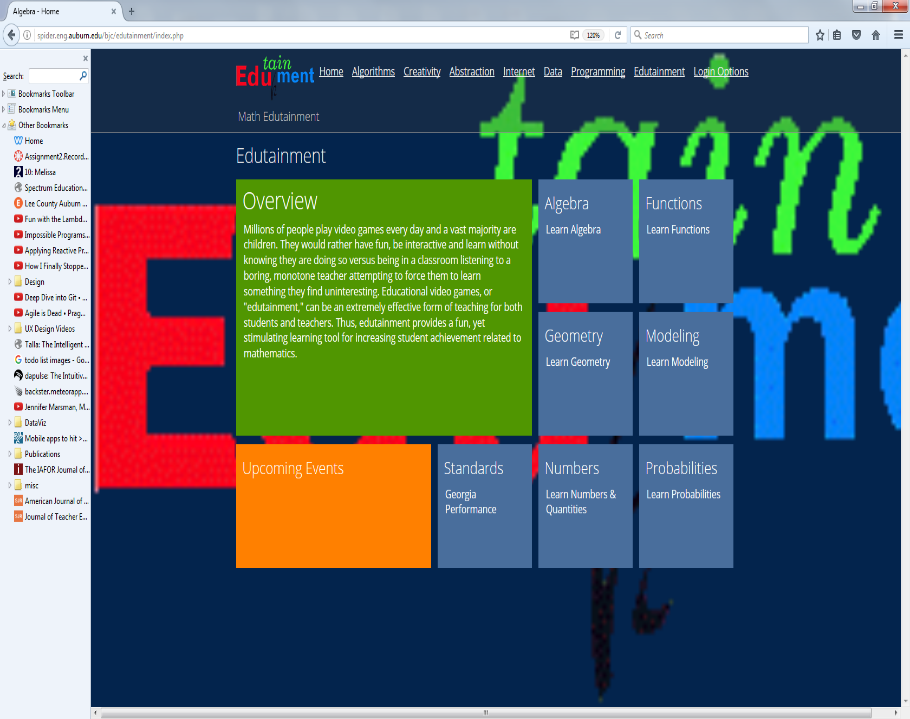 Algebra - Home
spider.eng.auburn.edu/bjc/edutainment/index.php
120%
Search
Search:
Bookmarks Toolbar
Bookmarks Menu
Other Bookmarks
Home
Assignment2.Record...
10: Melissa
Spectrum Education...
Lee County Auburn ...
Fun with the Lambd...
Impossible Programs...
Applying Reactive Pr...
How I Finally Stoppe...
Design
Deep Dive into Git • ...
Agile is Dead • Prag...
UX Design Videos
Talla: The Intelligent ...
todo list images - Go...
dapulse: The Intuitiv...
backster.meteorapp....
Jennifer Marsman, M...
DataViz
Mobile apps to hit >...
Publications
The IAFOR Journal of...
misc
American Journal of ...
Journal of Teacher E...
tain
Edu ment
Home Algorithms Creativity Abstraction Internet Data Programming Edutainment Login Options
Math Edutainment
Edutainment
Overview
Millions of people play video games every day and a vast majority are
children. They would rather have fun, be interactive and learn without
knowing they are doing so versus being in a classroom listening to a
boring, monotone teacher attempting to force them to learn
something they find uninteresting. Educational video games, or
"edutainment," can be an extremely effective form of teaching for both
students and teachers. Thus, edutainment provides a fun, yet
stimulating learning tool for increasing student achievement related to
mathematics.
Algebra
Learn Algebra
Functions
Learn Functions
Geometry
Learn Geometry
Modeling
Learn Modeling
Upcoming Events
Standards
Georgia
Performance
Numbers
Learn Numbers &
Quantities
Probabilities
Learn Probabilities